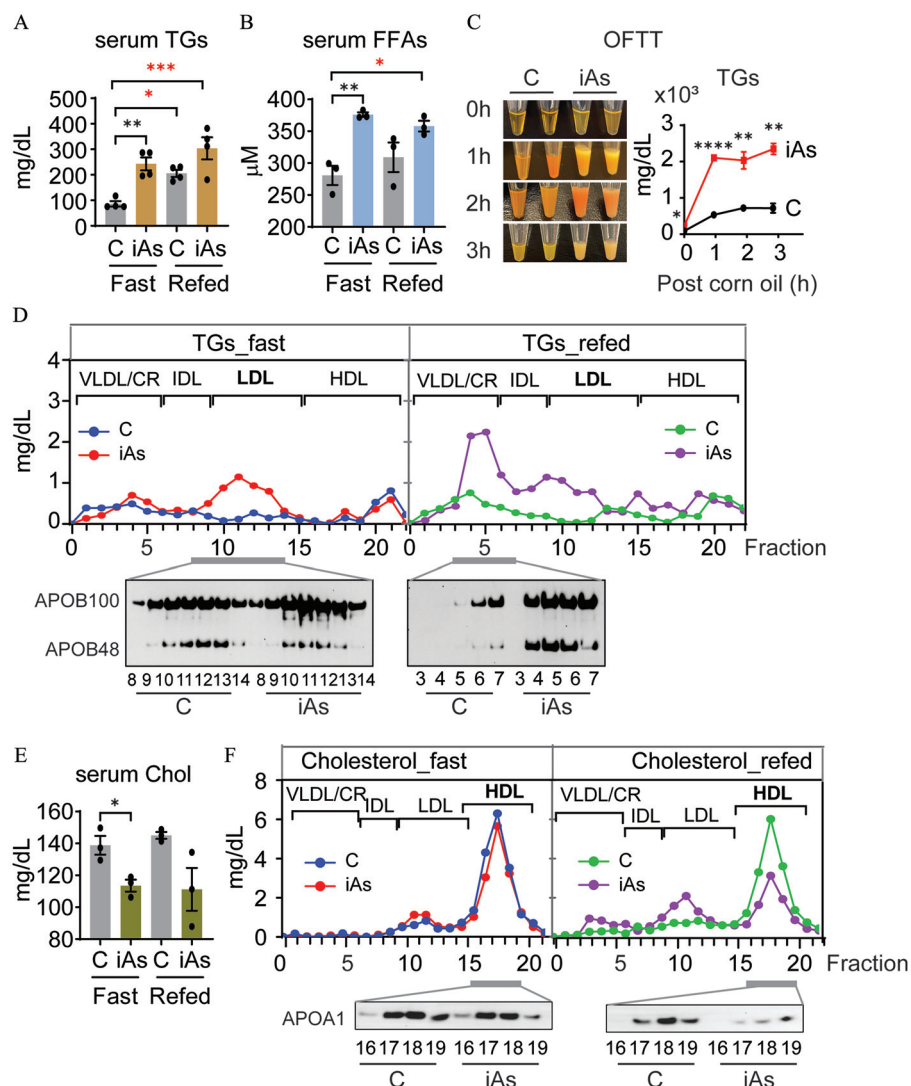 A
serum TGs
***
*
**
mg/dL
500
400
300
200
100
0
C iAs C iAs
Fast Refed
B
serum FFAs
*
**
µM
400
350
300
250
200
C iAs C iAs
Fast Refed
C
OFTT
C iAs
0h
1h
2h
3h
TGs
x10³
mg/dL
3
2
1
0
*
****
**
**
iAs
C
0 1 2 3
Post corn oil (h)
D
TGs_fast
TGs_refed
mg/dL
4
3
2
1
0
VLDL/CR IDL LDL HDL
C
iAs
VLDL/CR IDL LDL HDL
C
iAs
0 5 10 15 20
0 5 10 15 20 Fraction
APOB100
APOB48
8 9 10 11 12 13 14 8 9 10 11 12 13 14
C iAs
3 4 5 6 7 3 4 5 6 7
C iAs
E
serum Chol
*
mg/dL
160
140
120
100
80
C iAs C iAs
Fast Refed
F
Cholesterol_fast
Cholesterol_refed
mg/dL
8
6
4
2
0
VLDL/CR IDL LDL HDL
C
iAs
VLDL/CR IDL LDL HDL
C
iAs
0 5 10 15 20
0 5 10 15 20 Fraction
APOA1
16 17 18 19 16 17 18 19
C iAs
16 17 18 19 16 17 18 19
C iAs